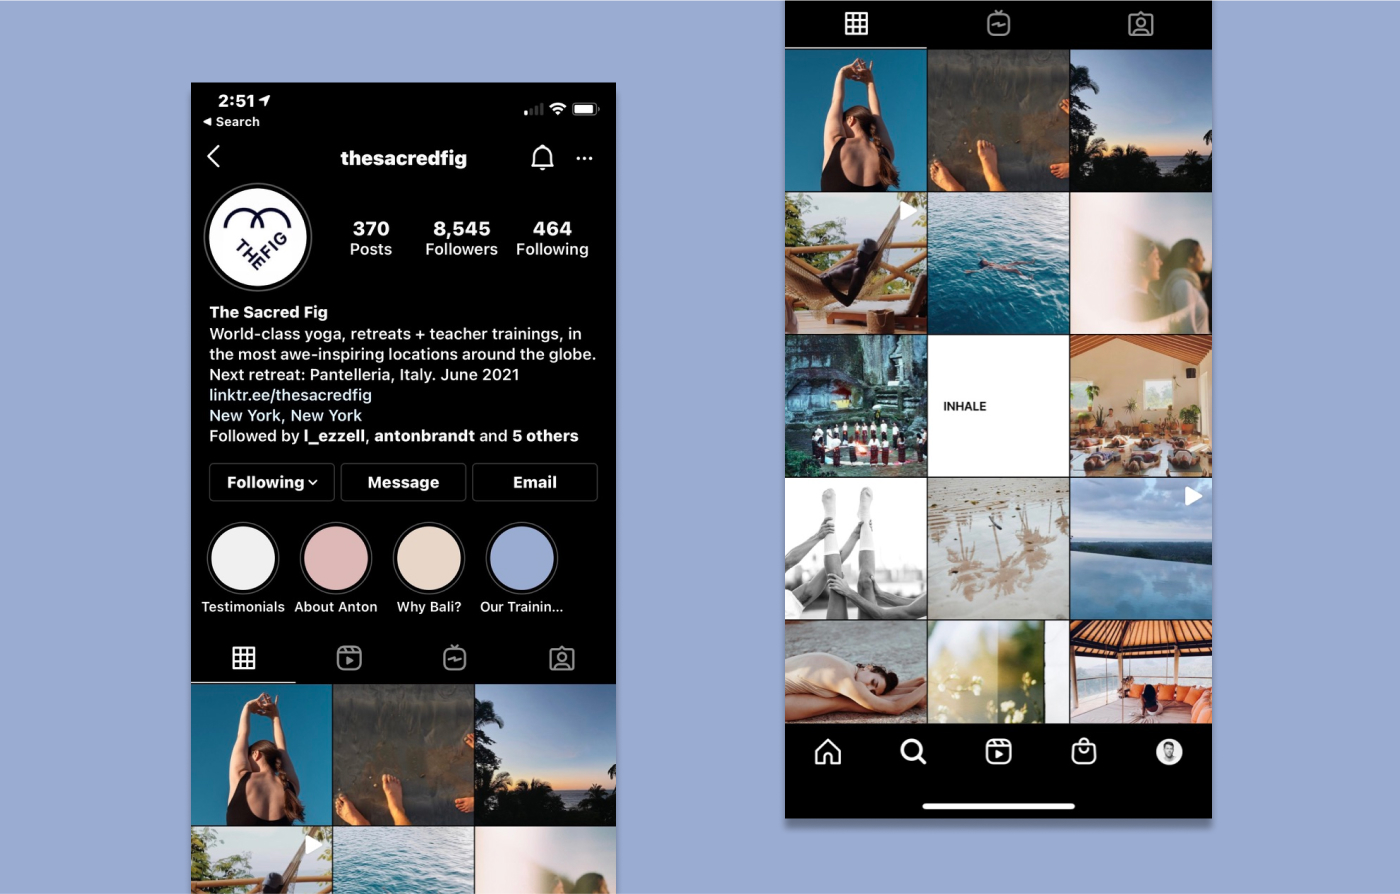 2:51
Search
thesacredfig
THE FIG
370
8,545
464
Posts
Followers
Following
The Sacred Fig
World-class yoga, retreats + teacher trainings, in
the most awe-inspiring locations around the globe.
Next retreat: Pantelleria, Italy. June 2021
linktr.ee/thesacredfig
New York, New York
Followed by l_ezzell, antonbrandt and 5 others
Following
Message
Email
Testimonials
About Anton
Why Bali?
Our Trainin...
INHALE